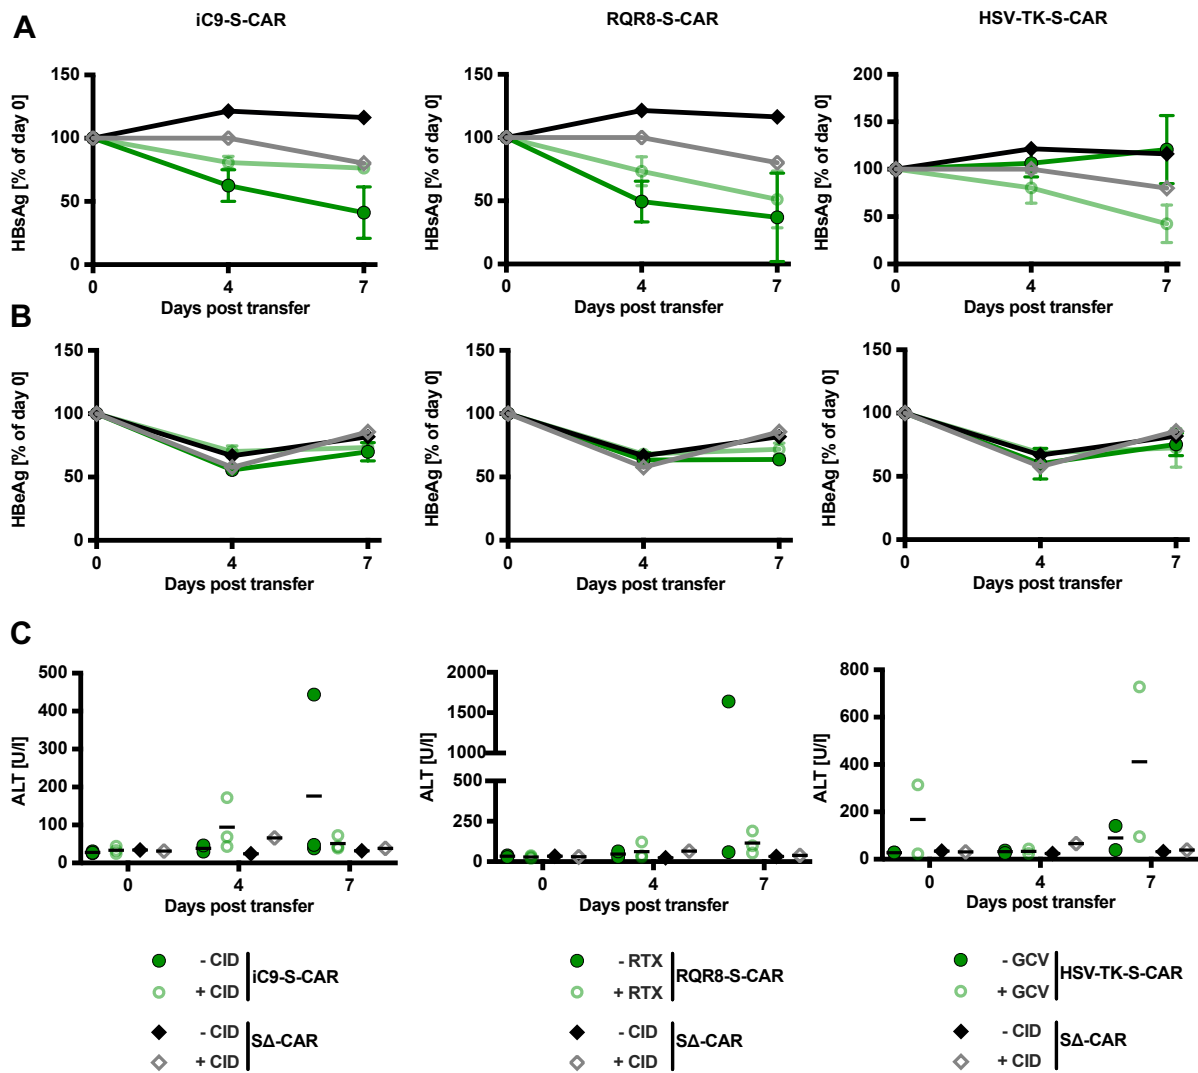 A
iC9-S-CAR
RQR8-S-CAR
HSV-TK-S-CAR
HBsAg [% of day 0]
150
100
50
0
0
4
7
Days post transfer
HBsAg [% of day 0]
150
100
50
0
0
4
7
Days post transfer
HBsAg [% of day 0]
200
150
100
50
0
0
4
7
Days post transfer
B
HBeAg [% of day 0]
150
100
50
0
0
4
7
Days post transfer
HBeAg [% of day 0]
150
100
50
0
0
4
7
Days post transfer
HBeAg [% of day 0]
150
100
50
0
0
4
7
Days post transfer
C
ALT [U/l]
500
400
300
200
100
0
0
4
7
Days post transfer
ALT [U/l]
2000
1500
1000
500
250
0
0
4
7
Days post transfer
ALT [U/l]
800
600
400
200
0
0
4
7
Days post transfer
- CID
+ CID
iC9-S-CAR
- CID
+ CID
SΔ-CAR
- RTX
+ RTX
RQR8-S-CAR
- CID
+ CID
SΔ-CAR
- GCV
+ GCV
HSV-TK-S-CAR
- CID
+ CID
SΔ-CAR